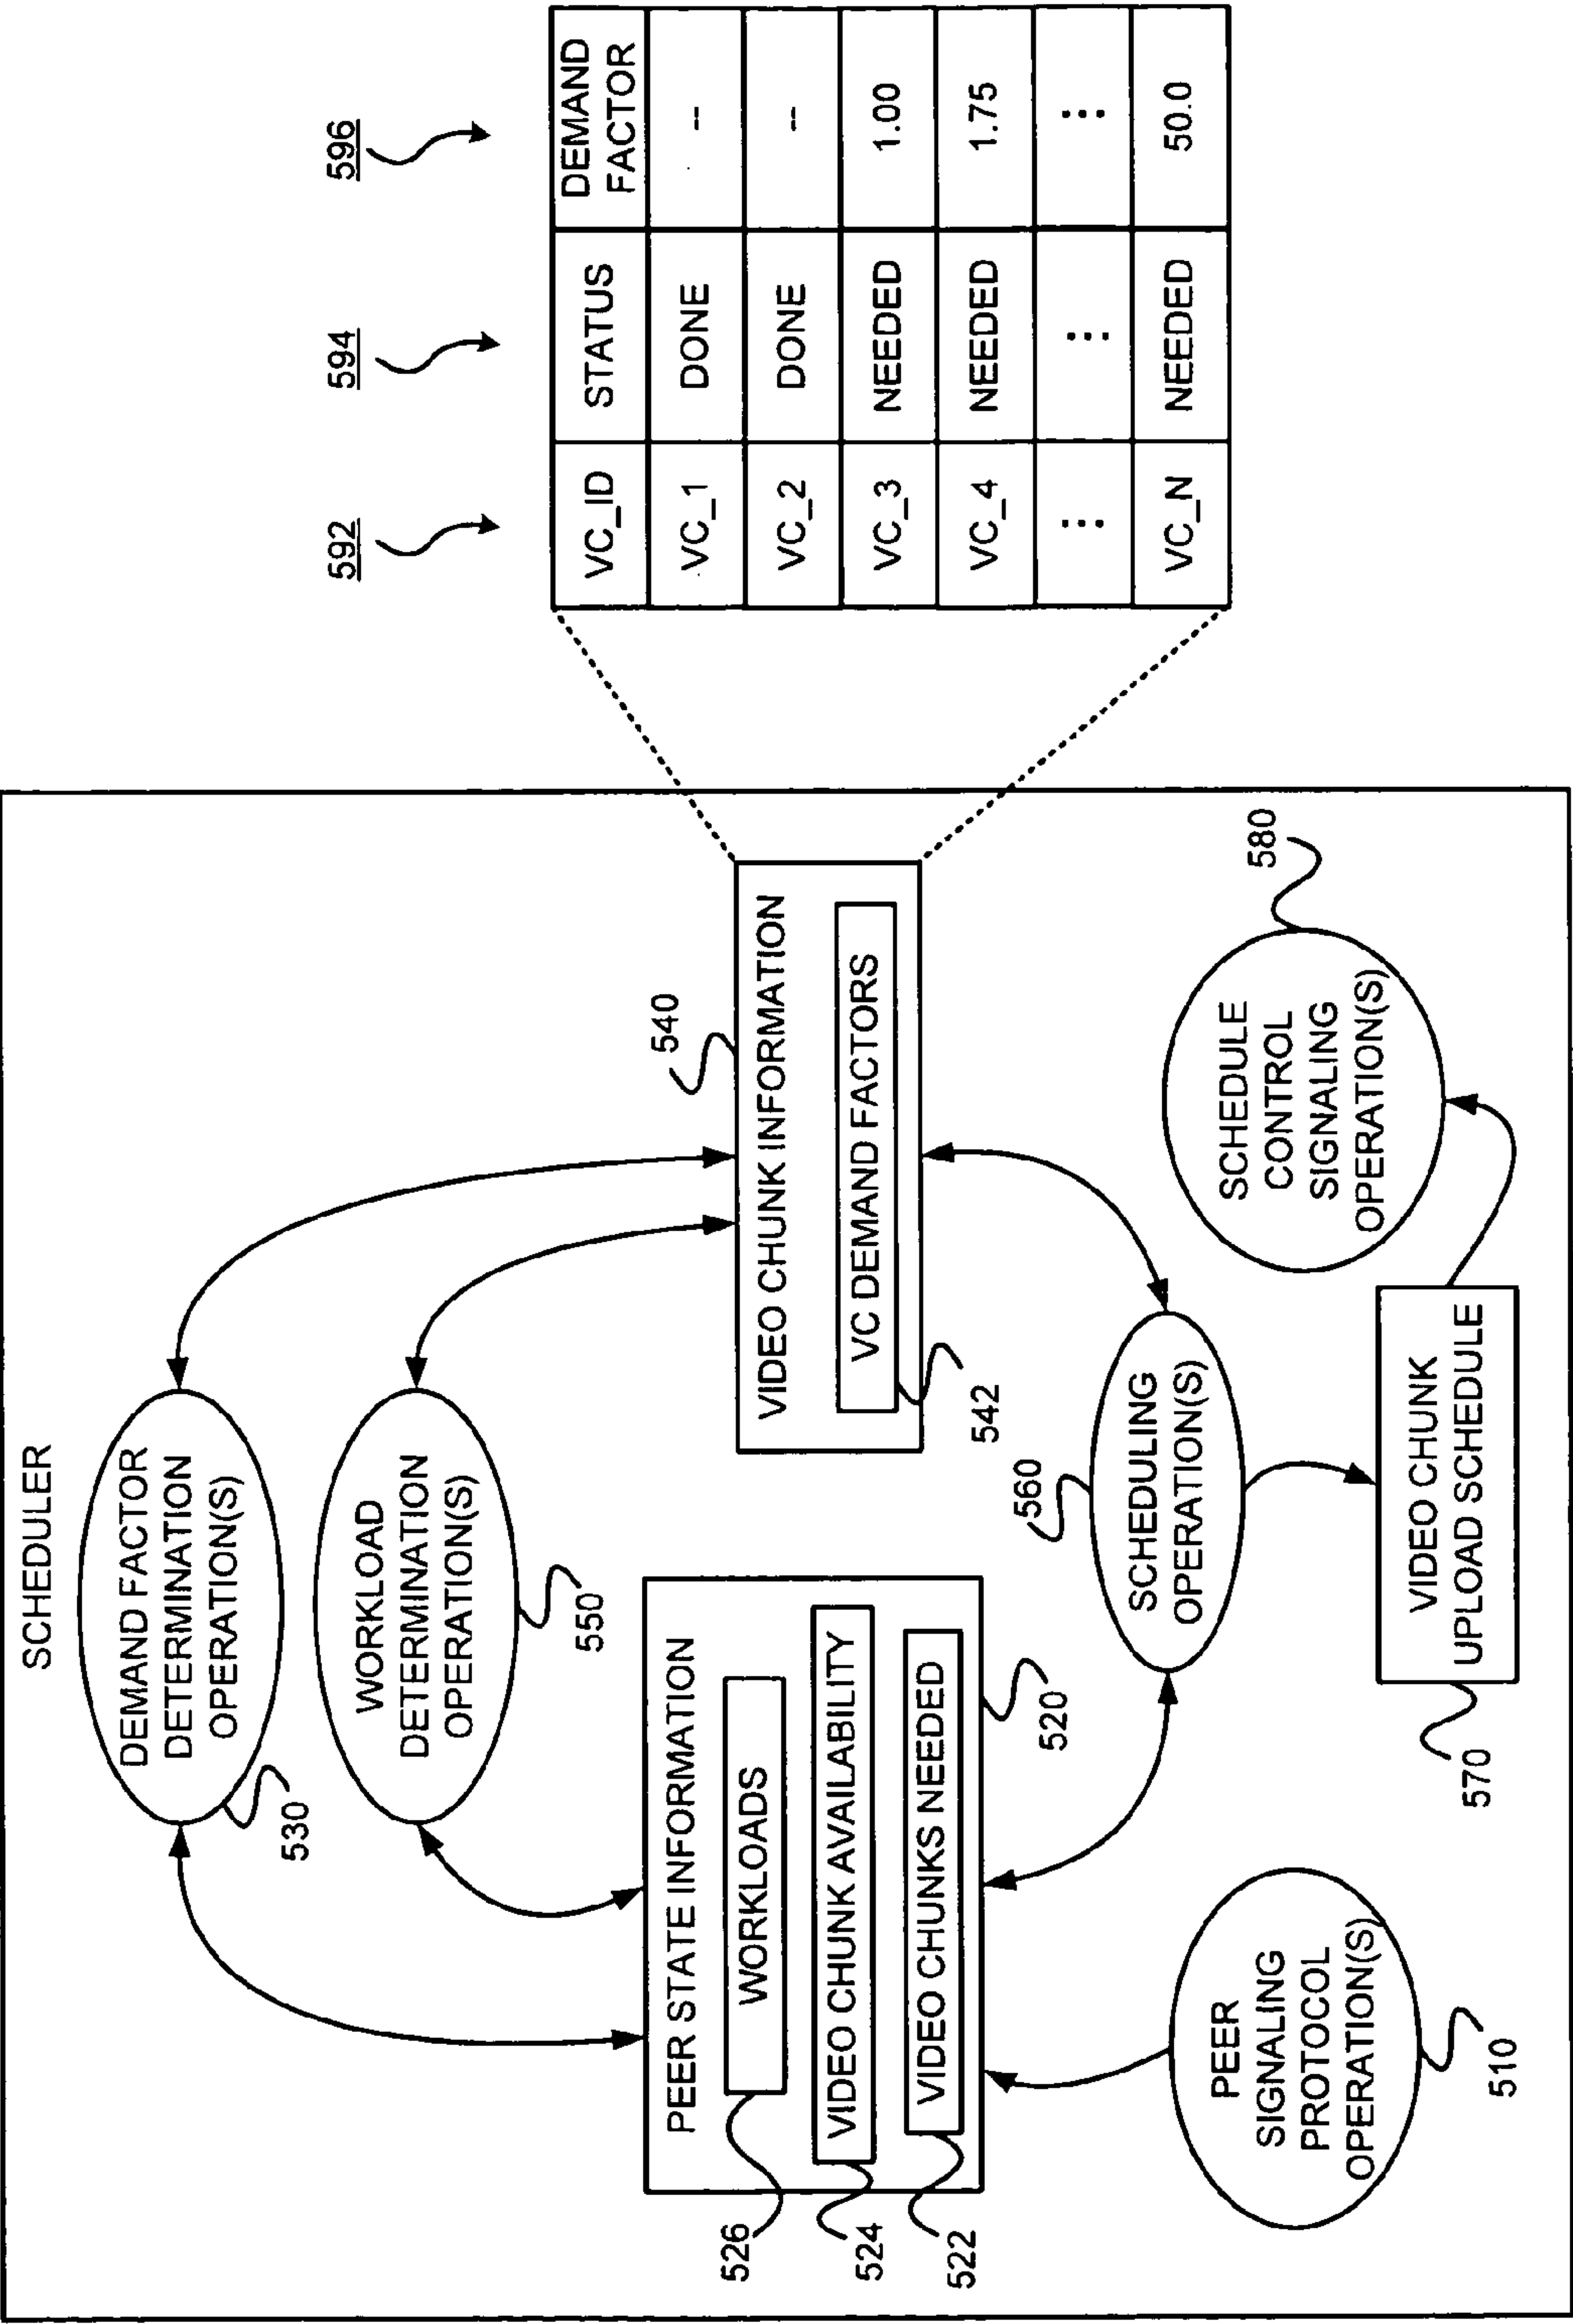 SCHEDULER
DEMAND FACTOR
DETERMINATION
OPERATION(S)
530
WORKLOAD
DETERMINATION
OPERATION(S)
550
PEER STATE INFORMATION
WORKLOADS
VIDEO CHUNK AVAILABILITY
VIDEO CHUNKS NEEDED
526
524
522
520
VIDEO CHUNK INFORMATION
VC DEMAND FACTORS
540
542
PEER
SIGNALING
PROTOCOL
OPERATION(S)
510
SCHEDULING
OPERATION(S)
560
VIDEO CHUNK
UPLOAD SCHEDULE
570
SCHEDULE
CONTROL
SIGNALING
OPERATION(S)
580
592
594
596
VC_ID STATUS DEMAND
FACTOR
VC_1 DONE --
VC_2 DONE --
VC_3 NEEDED 1.00
VC_4 NEEDED 1.75
⋮ ⋮ ⋮
VC_N NEEDED 50.0